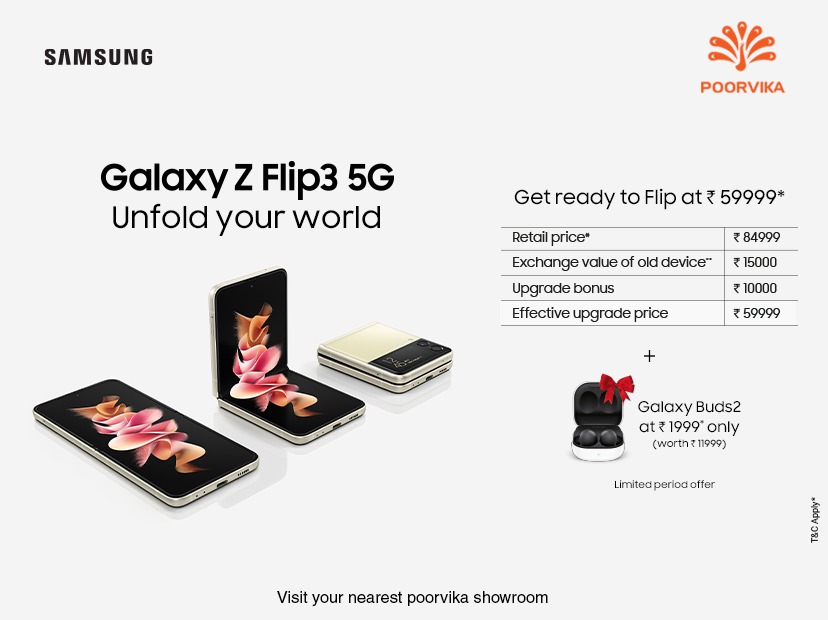 SAMSUNG
POORVIKA
Galaxy Z Flip3 5G
Unfold your world
Get ready to Flip at ₹ 59999*
Retail price* ₹ 84999
Exchange value of old device** ₹ 15000
Upgrade bonus ₹ 10000
Effective upgrade price ₹ 59999
+
Galaxy Buds2
at ₹ 1999* only
(worth ₹ 11999)
Limited period offer
T&C Apply*
Visit your nearest poorvika showroom